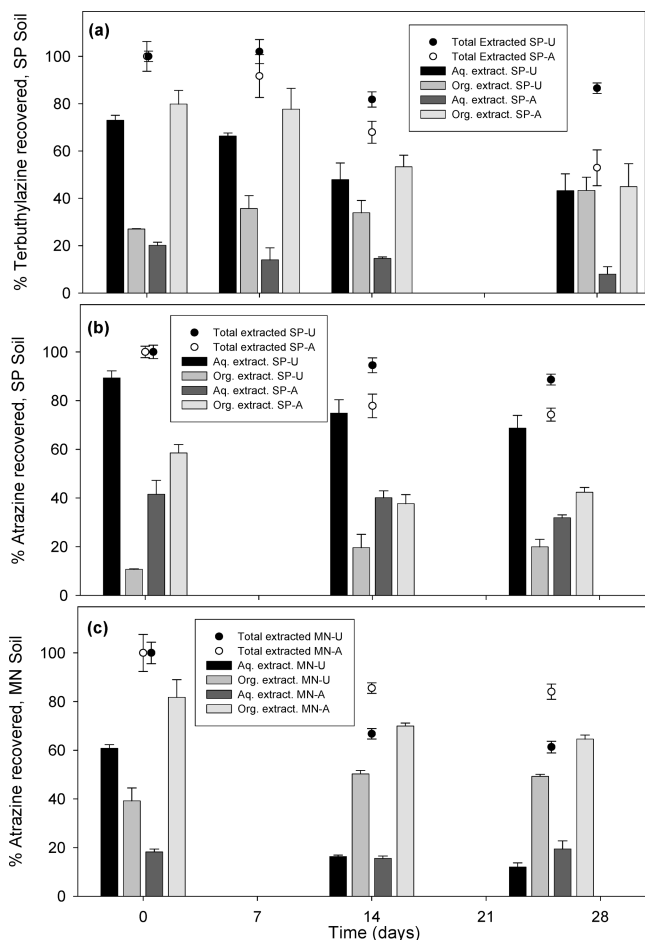 (a)
Total Extracted SP-U
Total Extracted SP-A
Aq. extract. SP-U
Org. extract. SP-U
Aq. extract. SP-A
Org. extract. SP-A
% Terbuthylazine recovered, SP Soil
100
80
60
40
20
0
(b)
Total extracted SP-U
Total extracted SP-A
Aq. extract. SP-U
Org. extract. SP-U
Aq. extract. SP-A
Org. extract. SP-A
% Atrazine recovered, SP Soil
100
80
60
40
20
0
(c)
Total extracted MN-U
Total extracted MN-A
Aq. extract. MN-U
Org. extract. MN-U
Aq. extract. MN-A
Org. extract. MN-A
% Atrazine recovered, MN Soil
100
80
60
40
20
0
0 7 14 21 28
Time (days)